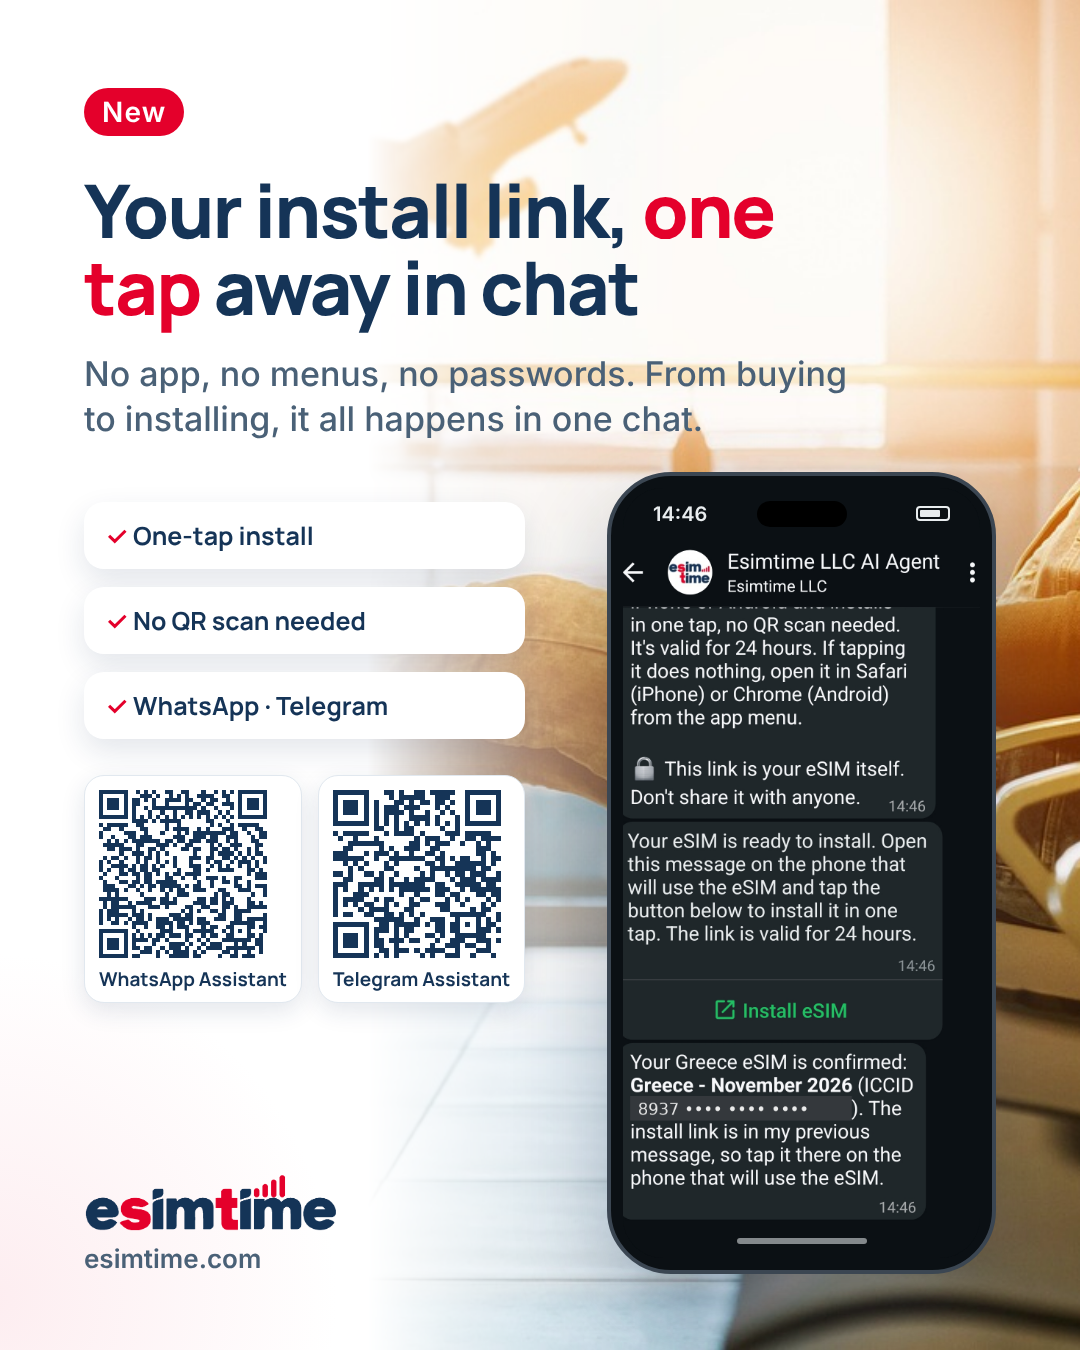 New
Your install link, one
tap away in chat
No app, no menus, no passwords. From buying
to installing, it all happens in one chat.
One-tap install
No QR scan needed
WhatsApp · Telegram
WhatsApp Assistant
Telegram Assistant
esimtime
esimtime.com
14:46
esim
time
Esimtime LLC AI Agent
Esimtime LLC
in one tap, no QR scan needed.
It's valid for 24 hours. If tapping
it does nothing, open it in Safari
(iPhone) or Chrome (Android)
from the app menu.
🔒 This link is your eSIM itself.
Don't share it with anyone.
14:46
Your eSIM is ready to install. Open
this message on the phone that
will use the eSIM and tap the
button below to install it in one
tap. The link is valid for 24 hours.
14:46
Install eSIM
Your Greece eSIM is confirmed:
Greece - November 2026 (ICCID
8937 •••• •••• •••• ). The
install link is in my previous
message, so tap it there on the
phone that will use the eSIM.
14:46